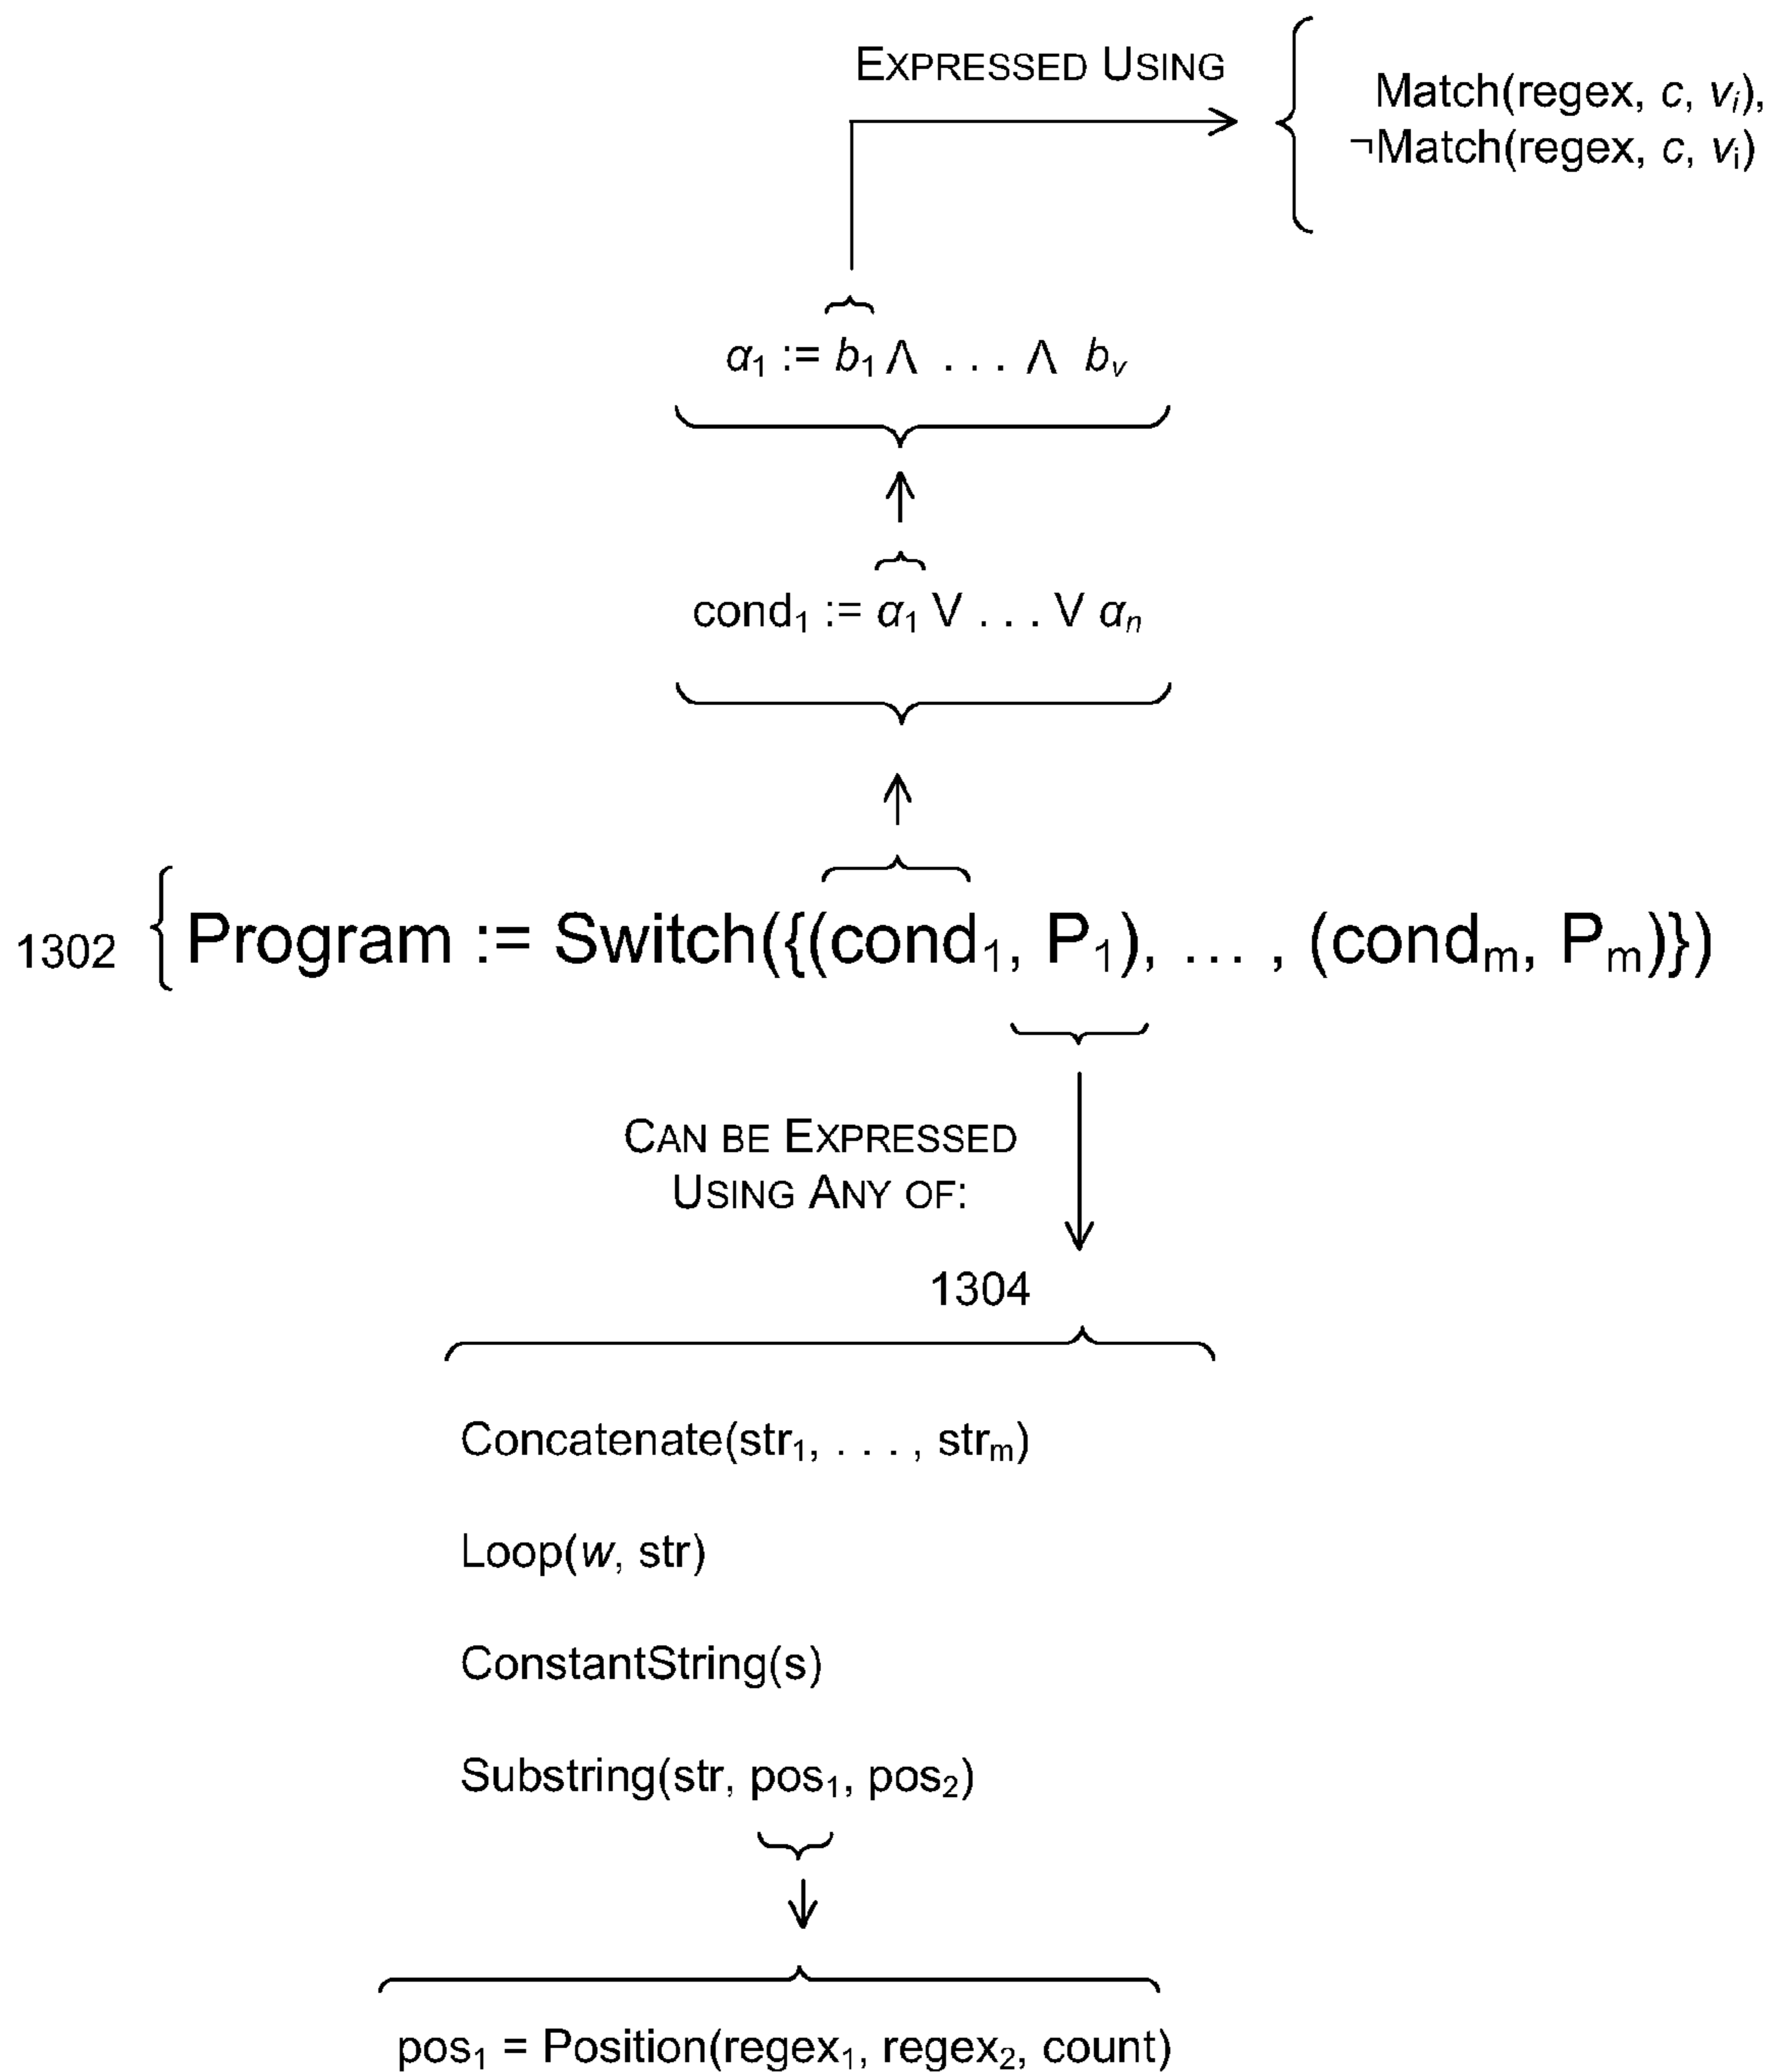 EXPRESSED USING
Match(regex, c, vᵢ),
¬Match(regex, c, vᵢ)
α₁ := b₁ ∧ . . . ∧ bᵥ
cond₁ := α₁ ∨ . . . ∨ αₙ
1302
Program := Switch({(cond₁, P₁), ... , (condₘ, Pₘ)})
CAN BE EXPRESSED
USING ANY OF:
1304
Concatenate(str₁, . . . , strₘ)
Loop(w, str)
ConstantString(s)
Substring(str, pos₁, pos₂)
pos₁ = Position(regex₁, regex₂, count)